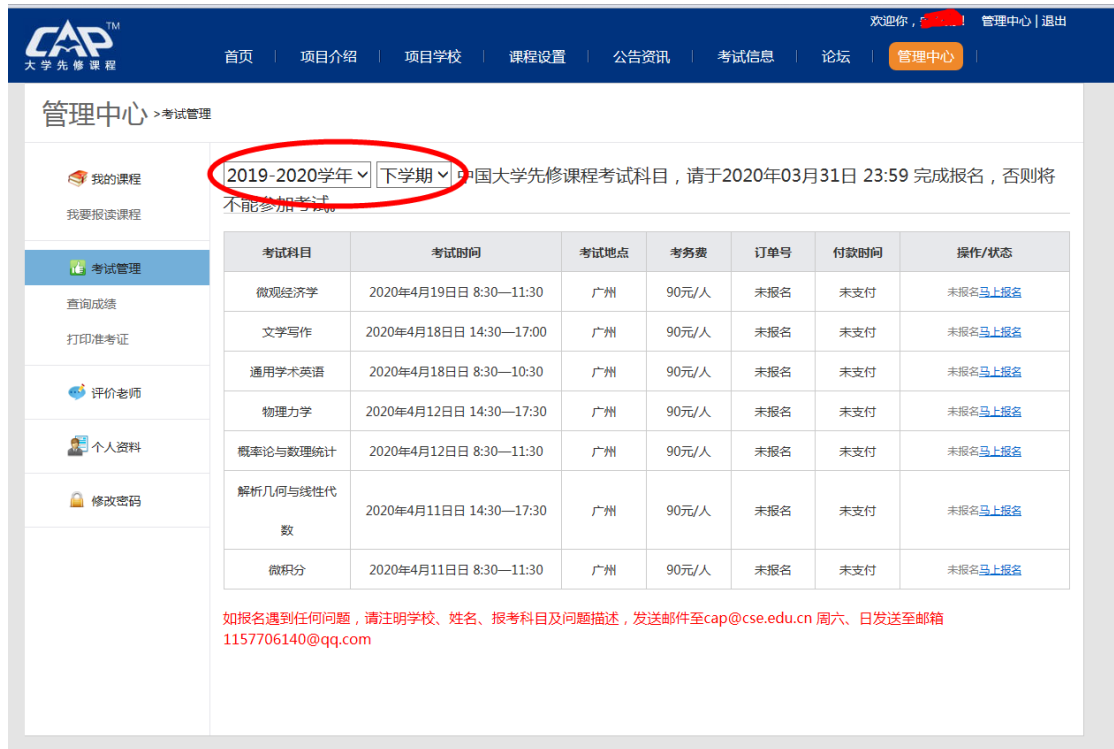 欢迎你， ！ 管理中心 | 退出
CAP TM
大学先修课程
首页 | 项目介绍 | 项目学校 | 课程设置 | 公告资讯 | 考试信息 | 论坛 | 管理中心 |
管理中心 >考试管理
我的课程
我要报读课程
考试管理
查询成绩
打印准考证
评价老师
个人资料
修改密码
2019-2020学年 下学期 中国大学先修课程考试科目，请于2020年03月31日 23:59 完成报名，否则将
不能参加考试。
考试科目 考试时间 考试地点 考务费 订单号 付款时间 操作/状态
微观经济学 2020年4月19日日 8:30—11:30 广州 90元/人 未报名 未支付 未报名马上报名
文学写作 2020年4月18日日 14:30—17:00 广州 90元/人 未报名 未支付 未报名马上报名
通用学术英语 2020年4月18日日 8:30—10:30 广州 90元/人 未报名 未支付 未报名马上报名
物理力学 2020年4月12日日 14:30—17:30 广州 90元/人 未报名 未支付 未报名马上报名
概率论与数理统计 2020年4月12日日 8:30—11:30 广州 90元/人 未报名 未支付 未报名马上报名
解析几何与线性代
数 2020年4月11日日 14:30—17:30 广州 90元/人 未报名 未支付 未报名马上报名
微积分 2020年4月11日日 8:30—11:30 广州 90元/人 未报名 未支付 未报名马上报名
如报名遇到任何问题，请注明学校、姓名、报考科目及问题描述，发送邮件至cap@cse.edu.cn 周六、日发送至邮箱
1157706140@qq.com